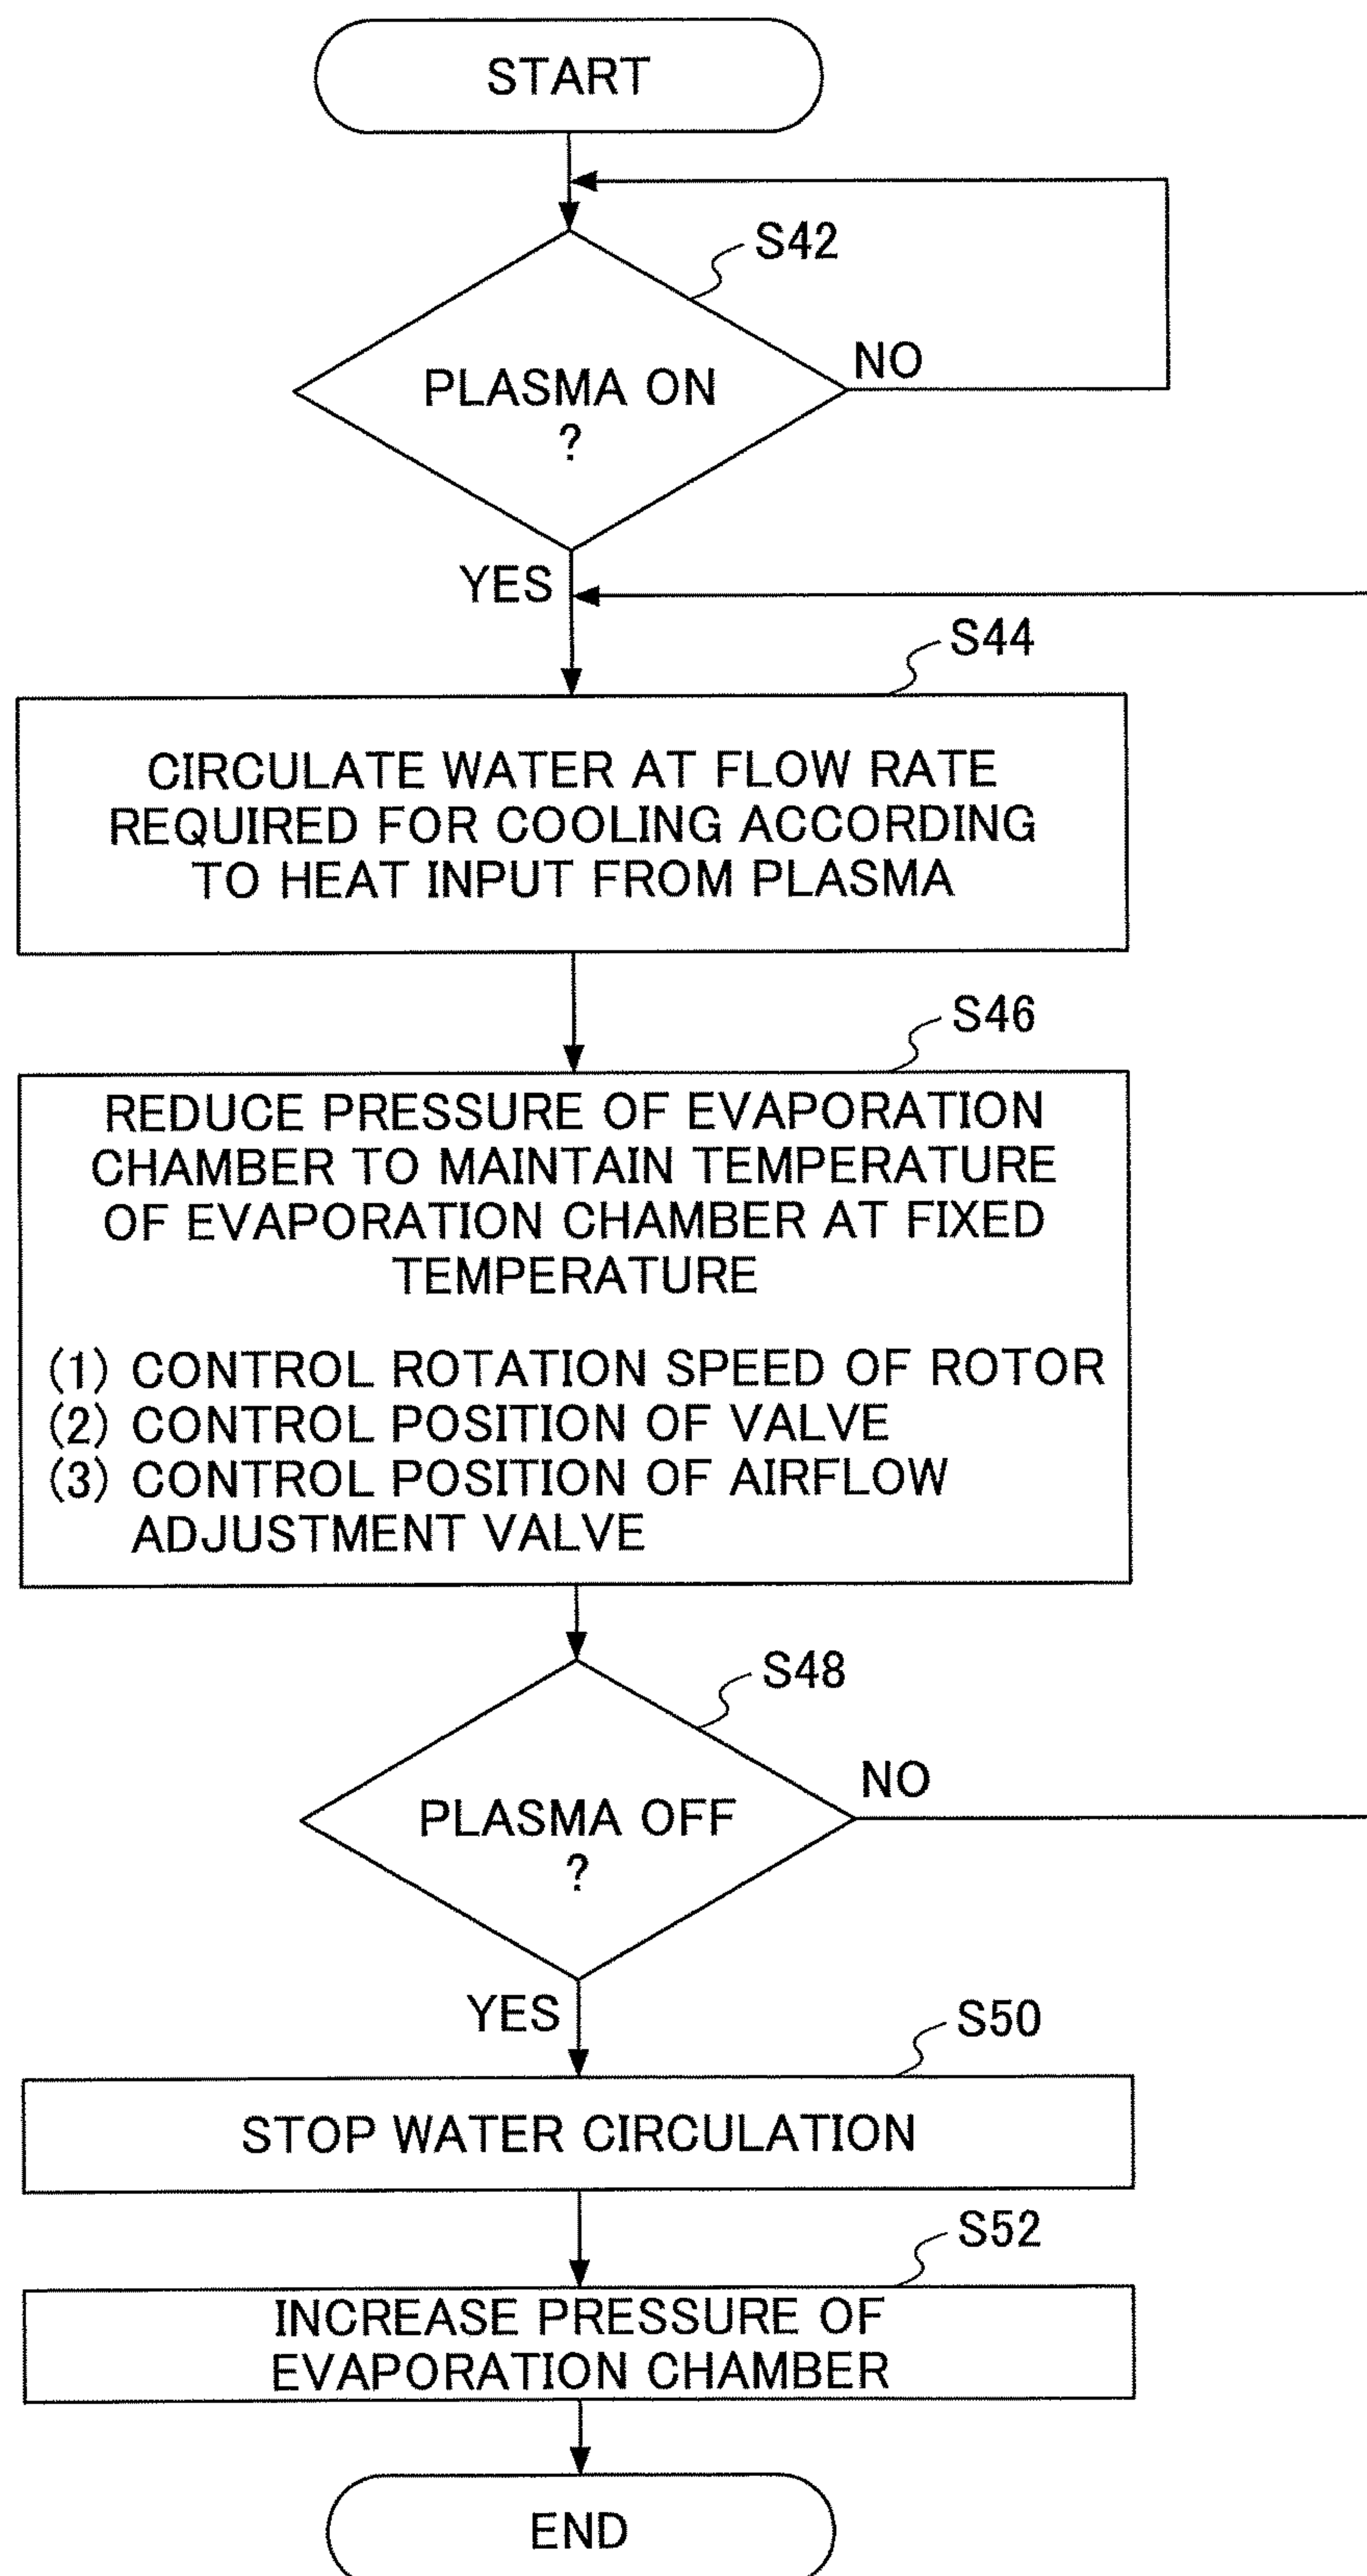 START
S42
PLASMA ON
?
NO
YES
S44
CIRCULATE WATER AT FLOW RATE
REQUIRED FOR COOLING ACCORDING
TO HEAT INPUT FROM PLASMA
S46
REDUCE PRESSURE OF EVAPORATION
CHAMBER TO MAINTAIN TEMPERATURE
OF EVAPORATION CHAMBER AT FIXED
TEMPERATURE
(1) CONTROL ROTATION SPEED OF ROTOR
(2) CONTROL POSITION OF VALVE
(3) CONTROL POSITION OF AIRFLOW
ADJUSTMENT VALVE
S48
PLASMA OFF
?
NO
YES
S50
STOP WATER CIRCULATION
S52
INCREASE PRESSURE OF
EVAPORATION CHAMBER
END